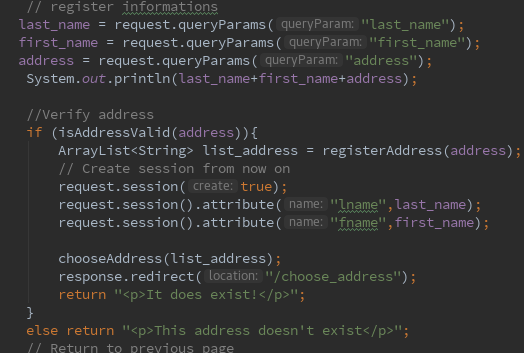 // register informations
last_name = request.queryParams( queryParam: "last_name");
first_name = request.queryParams( queryParam: "first_name");
address = request.queryParams( queryParam: "address");
System.out.println(last_name+first_name+address);
//Verify address
if (isAddressValid(address)){
ArrayList<String> list_address = registerAddress(address);
// Create session from now on
request.session( create: true);
request.session().attribute( name: "lname",last_name);
request.session().attribute( name: "fname",first_name);
chooseAddress(list_address);
response.redirect( location: "/choose_address");
return "<p>It does exist!</p>";
}
else return "<p>This address doesn't exist</p>";
// Return to previous page